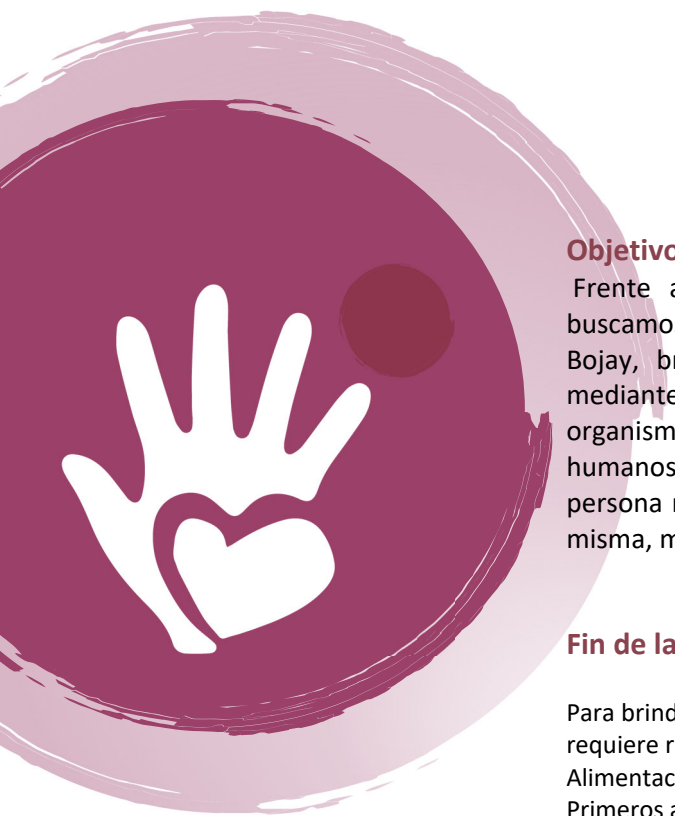 Objetivo
Frente a
buscamo
Bojay, br
mediante
organism
humanos
persona
misma, m
Fin de la
Para brind
requiere r
Alimentac
Primeros a